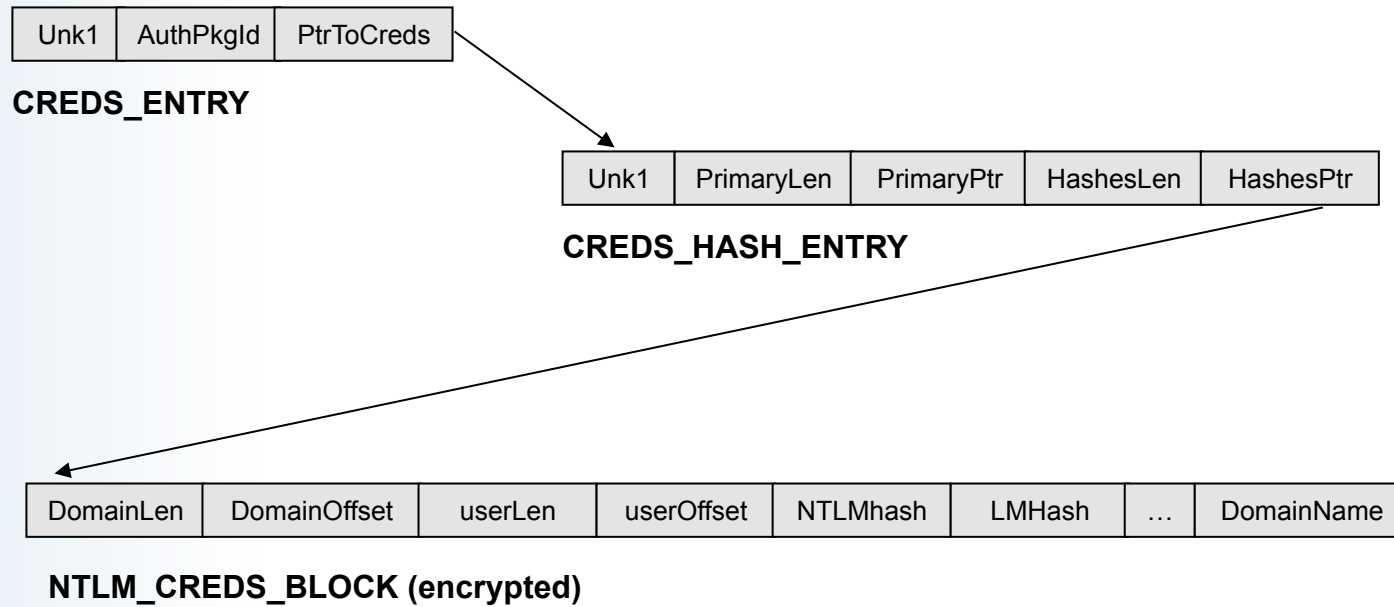 Unk1 AuthPkgId PtrToCreds
CREDS_ENTRY
Unk1 PrimaryLen PrimaryPtr HashesLen HashesPtr
CREDS_HASH_ENTRY
DomainLen DomainOffset userLen userOffset NTLMhash LMHash … DomainName
NTLM_CREDS_BLOCK (encrypted)